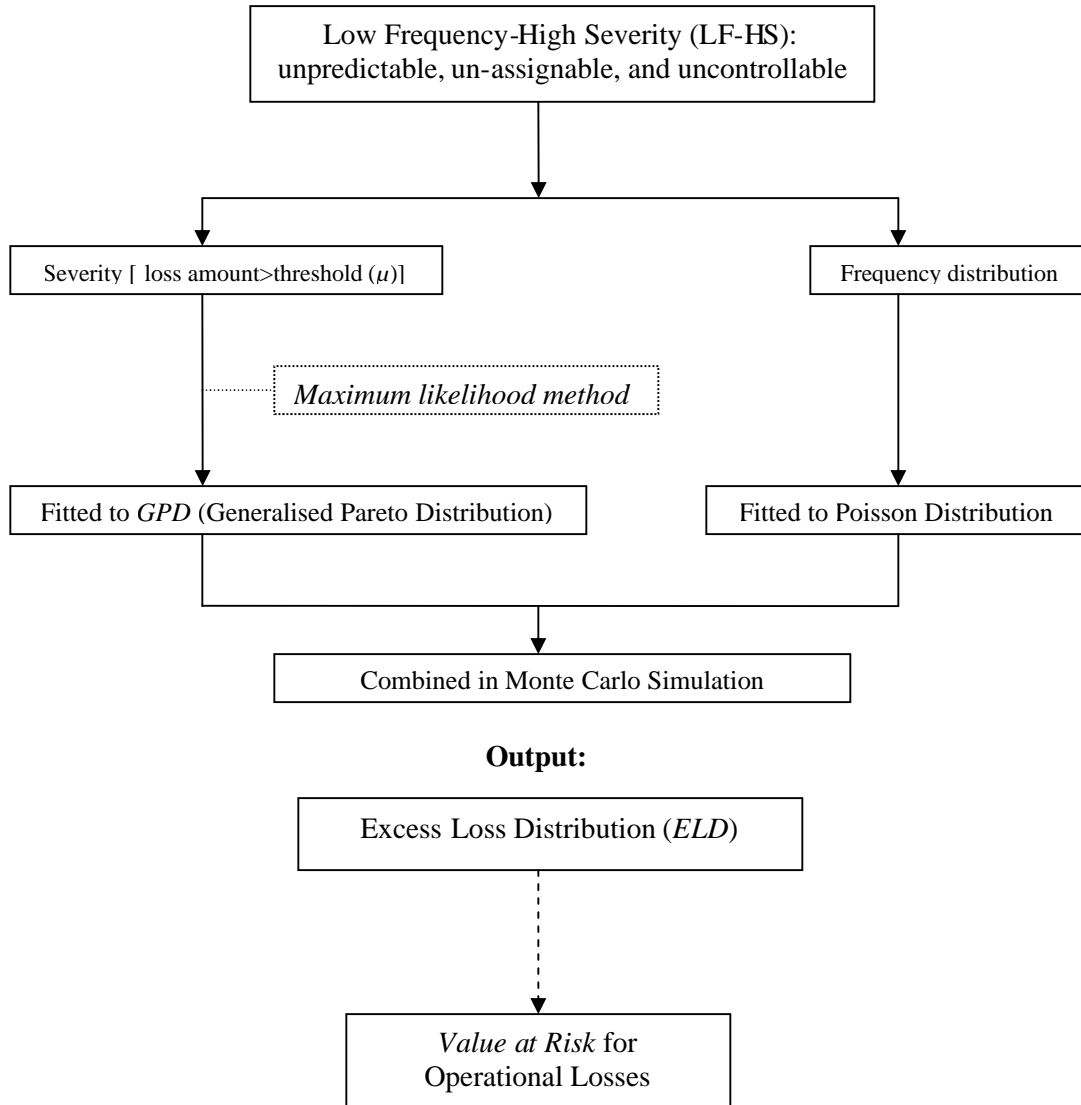 Low Frequency-High Severity (LF-HS):
unpredictable, un-assignable, and uncontrollable
Severity [ loss amount>threshold (μ)]
Frequency distribution
Maximum likelihood method
Fitted to GPD (Generalised Pareto Distribution)
Fitted to Poisson Distribution
Combined in Monte Carlo Simulation
Output:
Excess Loss Distribution (ELD)
Value at Risk for
Operational Losses